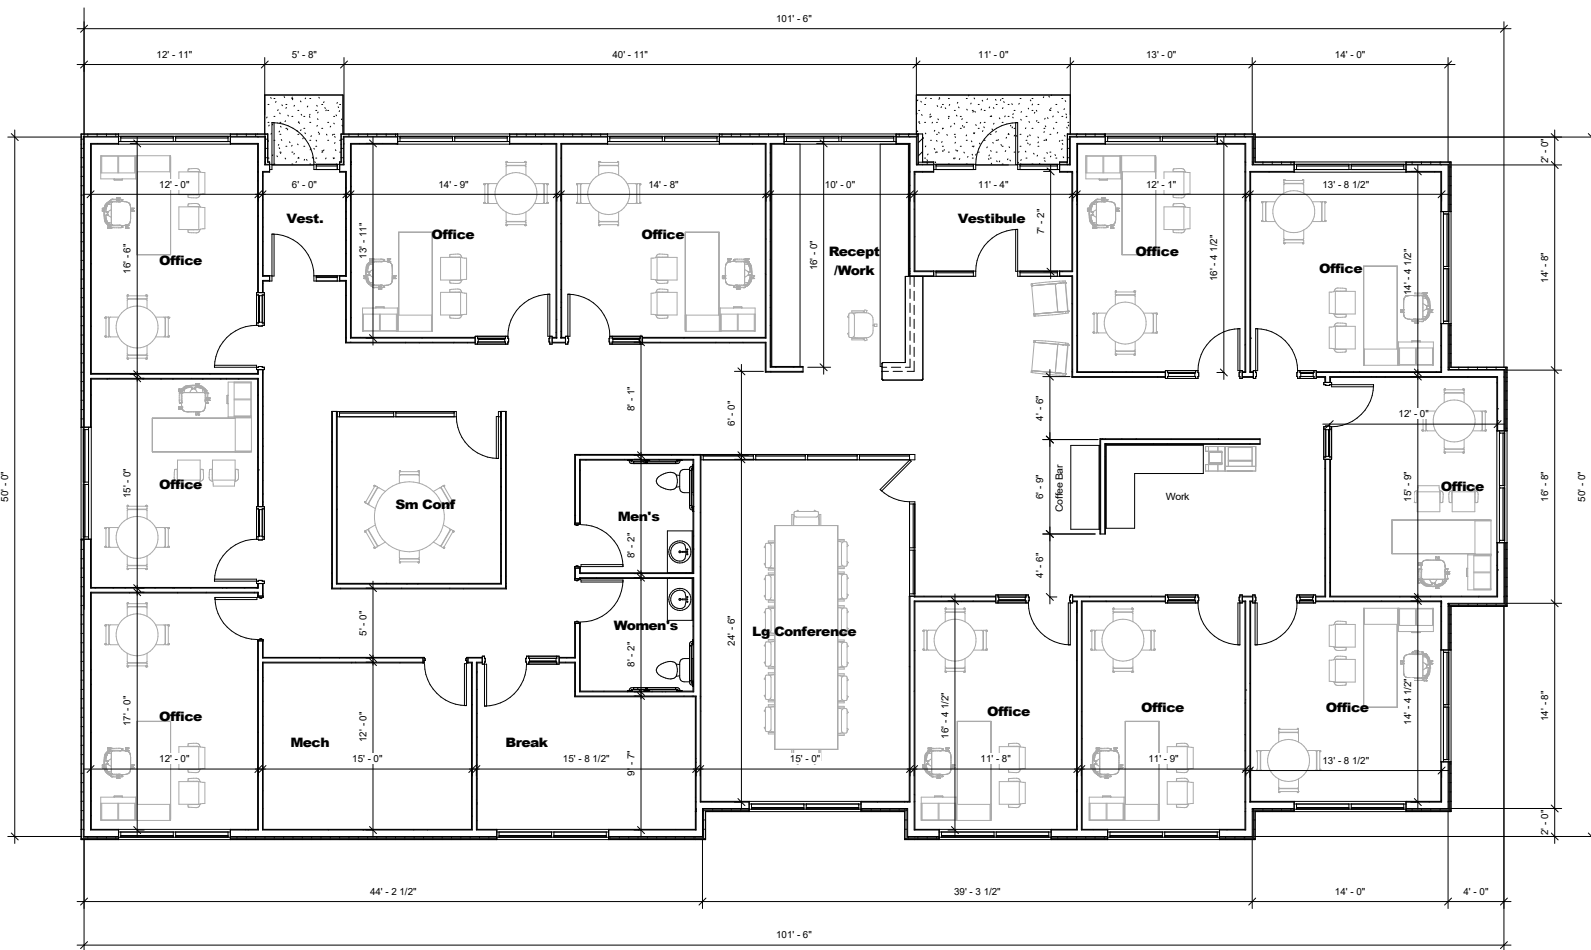 101' - 6"
12' - 11"
5' - 8"
40' - 11"
11' - 0"
13' - 0"
14' - 0"
2' - 0"
12' - 0"
6' - 0"
14' - 9"
14' - 8"
10' - 0"
11' - 4"
12' - 1"
13' - 8 1/2"
Vest.
Vestibule
7' - 2"
Office
Office
13' - 11"
Recept
/Work
16' - 0"
Office
16' - 4 1/2"
Office
16' - 6"
Office
14' - 4 1/2"
14' - 8"
8' - 1"
6' - 0"
4' - 6"
12' - 0"
50' - 0"
Office
15' - 0"
Sm Conf
Men's
8' - 2"
6' - 9"
Coffee Bar
Work
Office
15' - 9"
16' - 8"
50' - 0"
4' - 6"
5' - 0"
Women's
8' - 2"
24' - 6"
Lg Conference
Office
17' - 0"
Mech
12' - 0"
Break
Office
16' - 4 1/2"
Office
Office
14' - 4 1/2"
14' - 8"
12' - 0"
15' - 0"
15' - 8 1/2"
9' - 7"
15' - 0"
11' - 8"
11' - 9"
13' - 8 1/2"
2' - 0"
44' - 2 1/2"
39' - 3 1/2"
14' - 0"
4' - 0"
101' - 6"